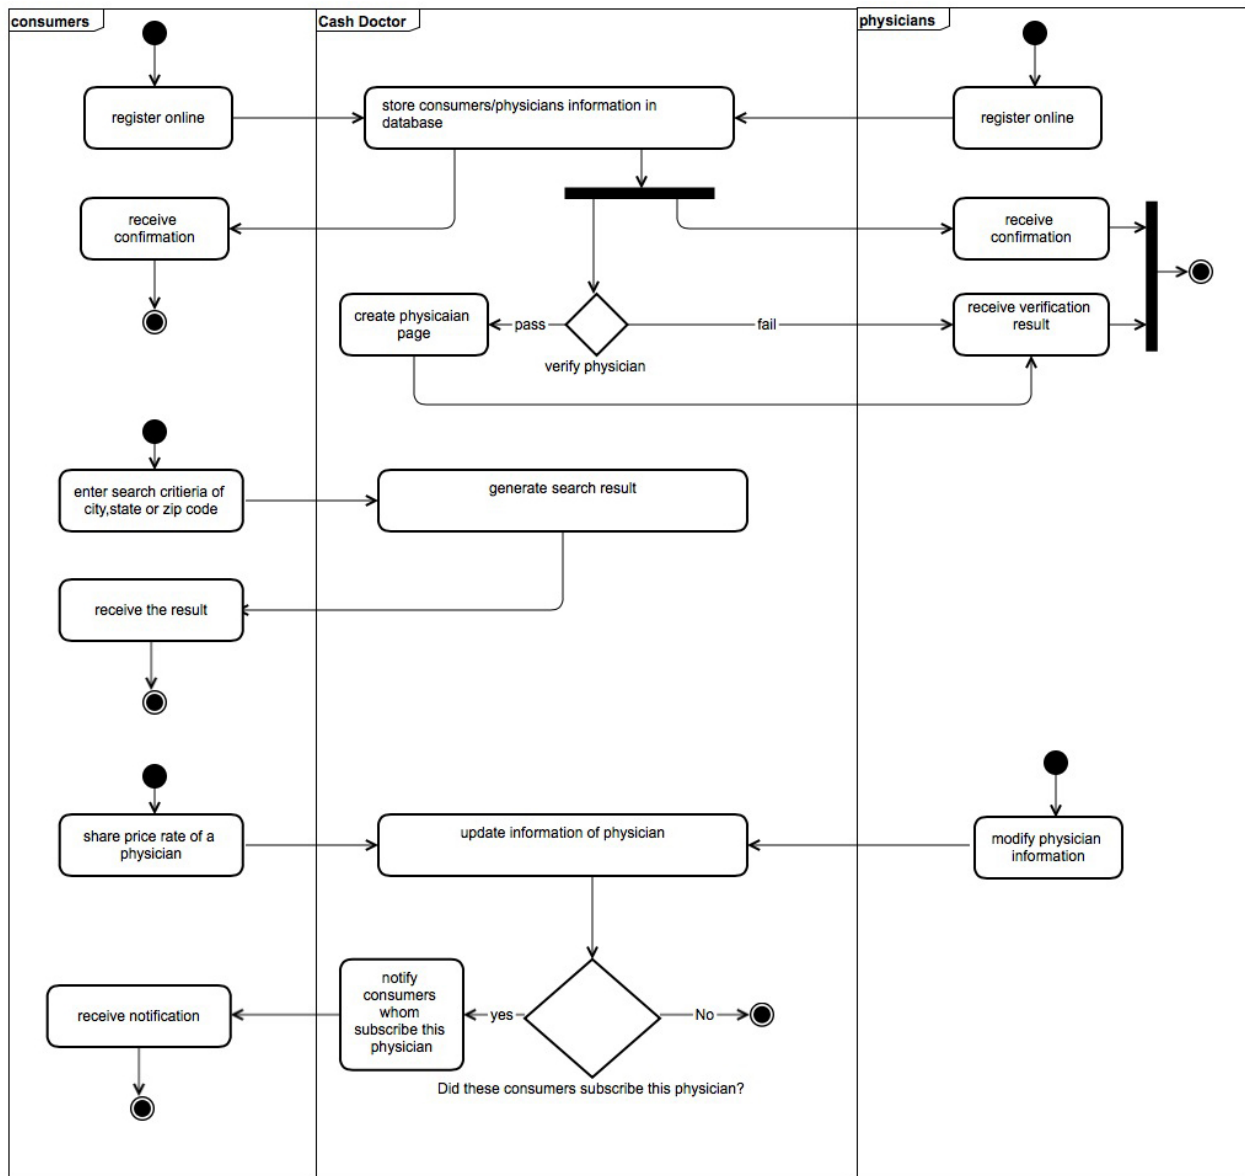 consumers
Cash Doctor
physicians
register online
store consumers/physicians information in
database
register online
receive
confirmation
receive
confirmation
create physicaian
page
pass
fail
receive verification
result
verify physician
enter search critieria of
city,state or zip code
generate search result
receive the result
share price rate of a
physician
update information of physician
modify physician
information
notify
consumers
whom
subscribe this
physician
yes
No
receive notification
Did these consumers subscribe this physician?